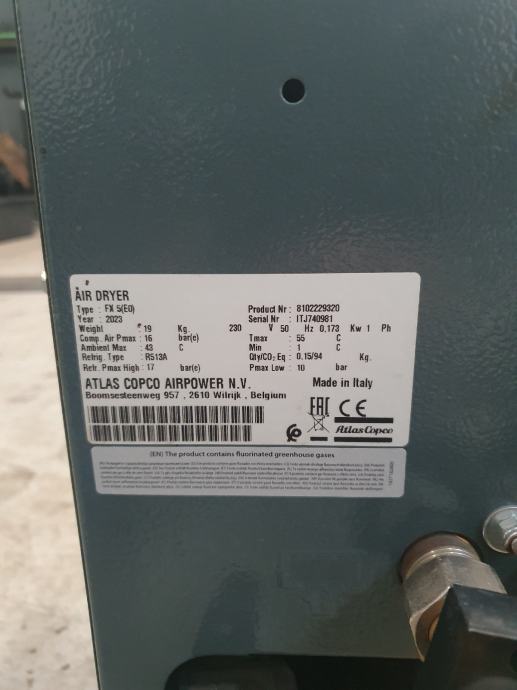 AIR DRYER
Type : FX 5(E0) Product Nr : 8102229320
Year : 2023 Serial Nr : ITJ740981
Weight : 19 Kg. 230 V 50 Hz 0,173 Kw 1 Ph
Comp. Air Pmax : 16 bar(e) Tmax : 55 C
Ambient Max : 43 C Min : 1 C
Refrig. Type : R513A Qty/CO₂ Eq : 0,15/94 Kg.
Refr. Pmax High : 17 bar(e) Pmax Low : 10 bar
ATLAS COPCO AIRPOWER N.V. Made in Italy
Boomsesteenweg 957 , 2610 Wilrijk , Belgium
EAC CE
Atlas Copco
(EN) The product contains fluorinated greenhouse gases